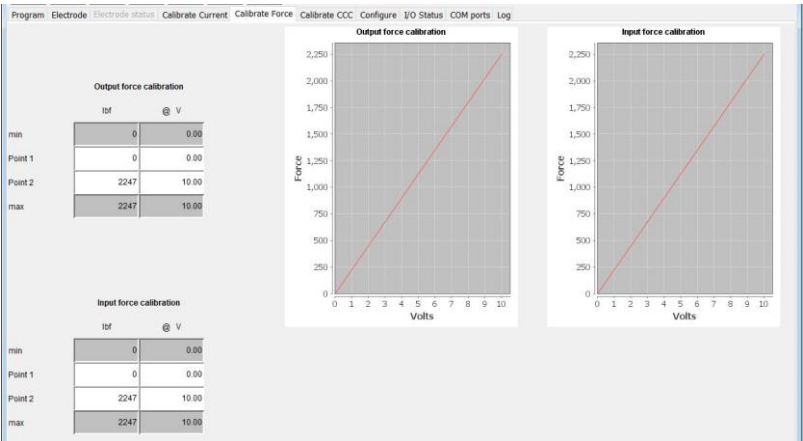 Program Electrode Electrode status Calibrate Current Calibrate Force Calibrate CCC Configure I/O Status COM ports Log
Output force calibration
lbf @ V
min 0 0.00
Point 1 0 0.00
Point 2 2247 10.00
max 2247 10.00
Input force calibration
lbf @ V
min 0 0.00
Point 1 0 0.00
Point 2 2247 10.00
max 2247 10.00
Output force calibration
Force
2,250
2,000
1,750
1,500
1,250
1,000
750
500
250
0
0 1 2 3 4 5 6 7 8 9 10
Volts
Input force calibration
Force
2,250
2,000
1,750
1,500
1,250
1,000
750
500
250
0
0 1 2 3 4 5 6 7 8 9 10
Volts